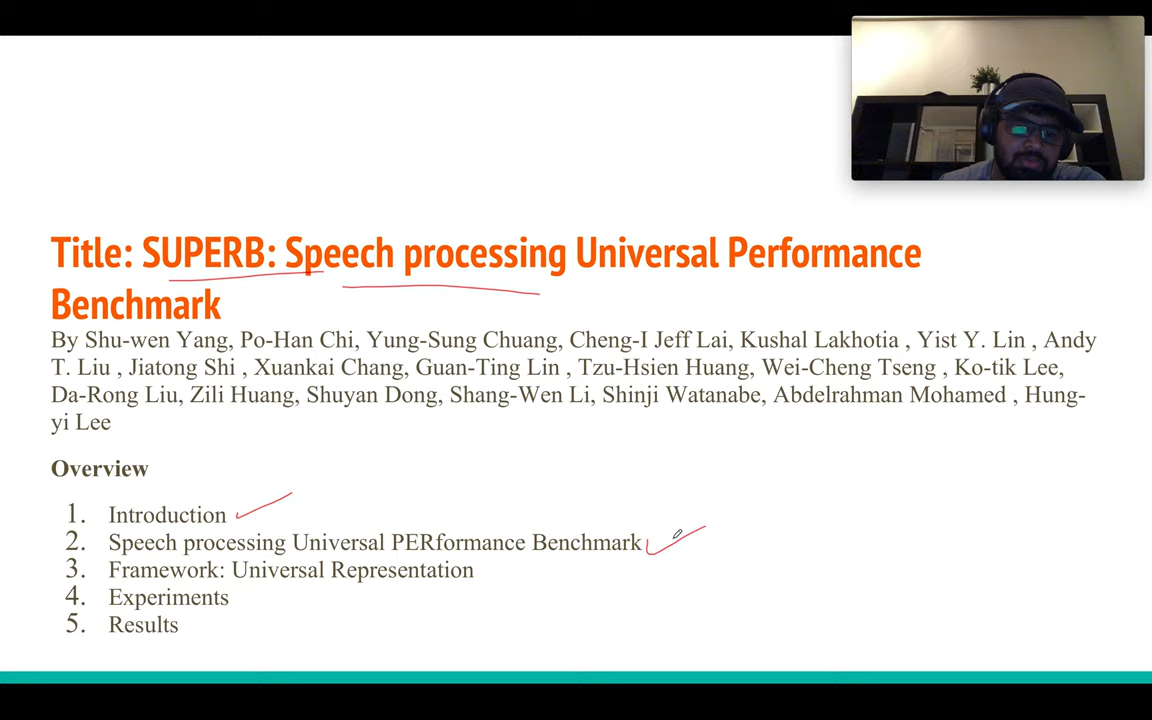 Title: SUPERB: Speech processing Universal Performance
Benchmark
By Shu-wen Yang, Po-Han Chi, Yung-Sung Chuang, Cheng-I Jeff Lai, Kushal Lakhotia , Yist Y. Lin , Andy
T. Liu , Jiatong Shi , Xuankai Chang, Guan-Ting Lin , Tzu-Hsien Huang, Wei-Cheng Tseng , Ko-tik Lee,
Da-Rong Liu, Zili Huang, Shuyan Dong, Shang-Wen Li, Shinji Watanabe, Abdelrahman Mohamed , Hung-
yi Lee
Overview
1. Introduction
2. Speech processing Universal PERformance Benchmark
3. Framework: Universal Representation
4. Experiments
5. Results